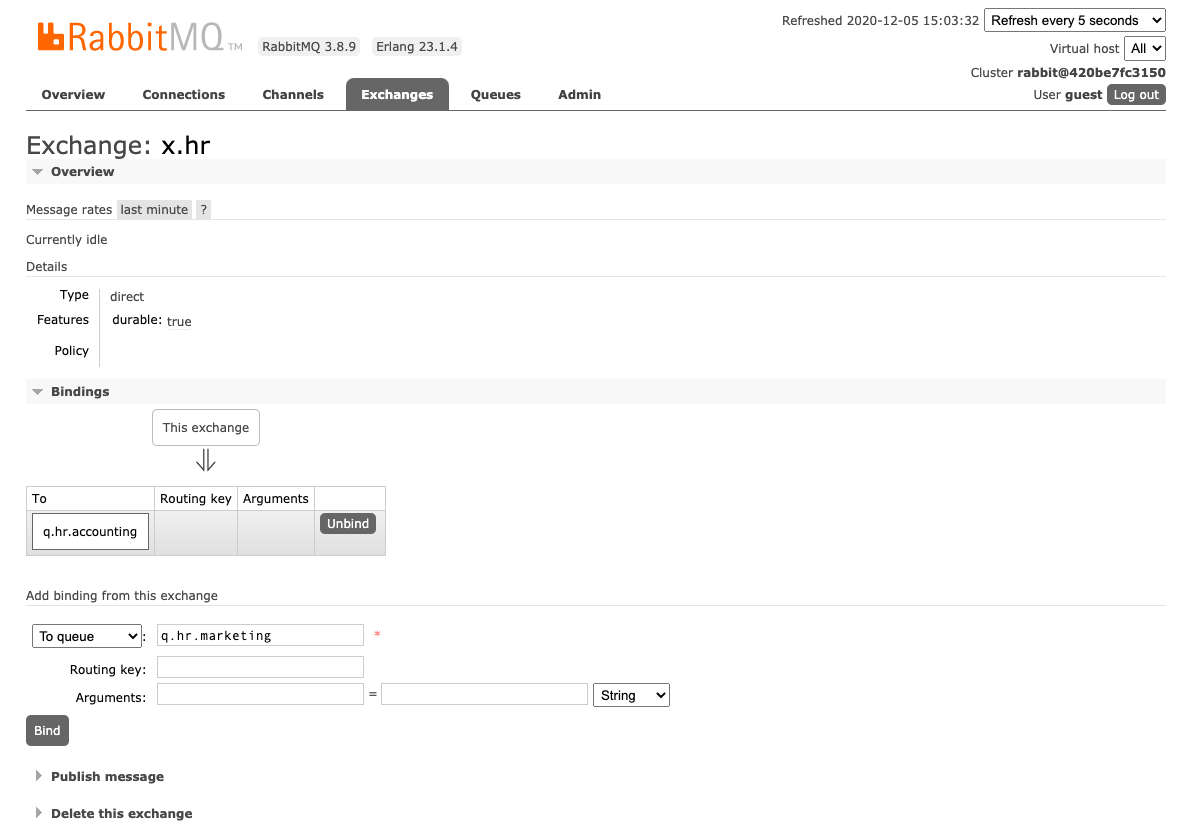 Refreshed 2020-12-05 15:03:32 Refresh every 5 seconds
RabbitMQ TM RabbitMQ 3.8.9 Erlang 23.1.4
Virtual host All
Cluster rabbit@420be7fc3150
User guest Log out
Overview Connections Channels Exchanges Queues Admin
Exchange: x.hr
Overview
Message rates last minute ?
Currently idle
Details
Type direct
Features durable: true
Policy
Bindings
This exchange
⇓
To Routing key Arguments
q.hr.accounting Unbind
Add binding from this exchange
To queue : q.hr.marketing *
Routing key:
Arguments: = String
Bind
Publish message
Delete this exchange